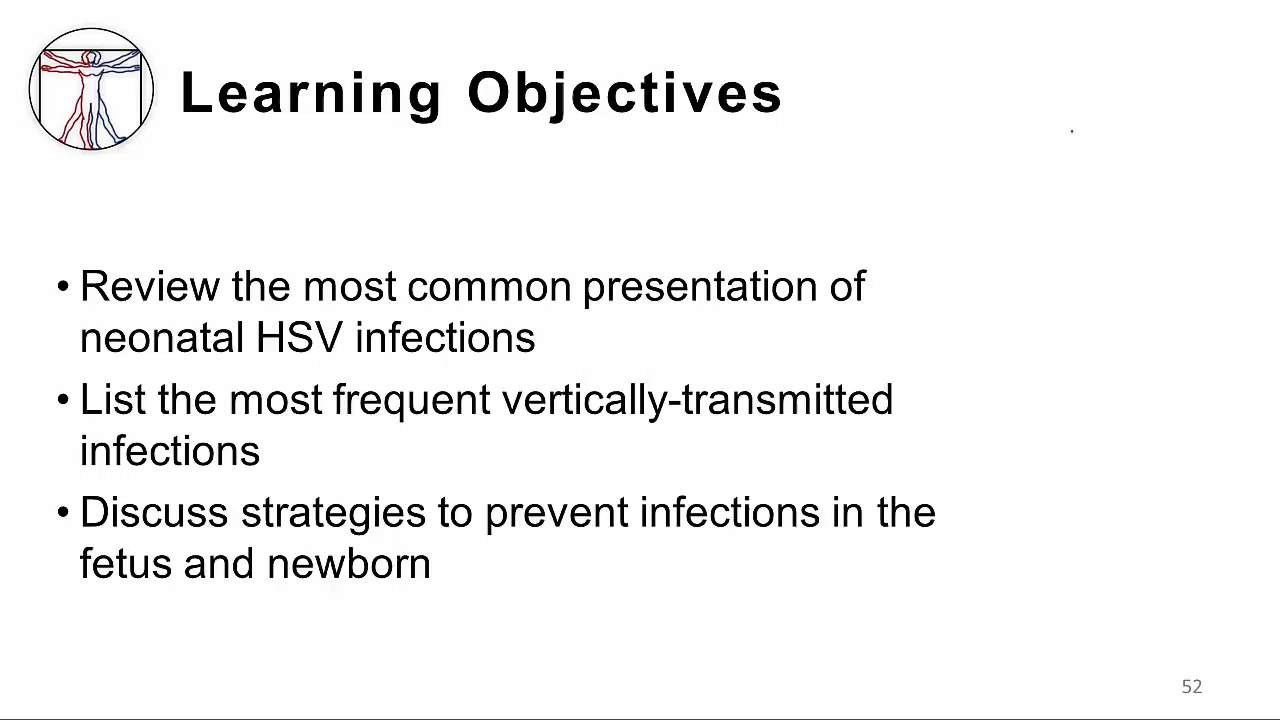 Learning Objectives
• Review the most common presentation of
neonatal HSV infections
• List the most frequent vertically-transmitted
infections
• Discuss strategies to prevent infections in the
fetus and newborn
52